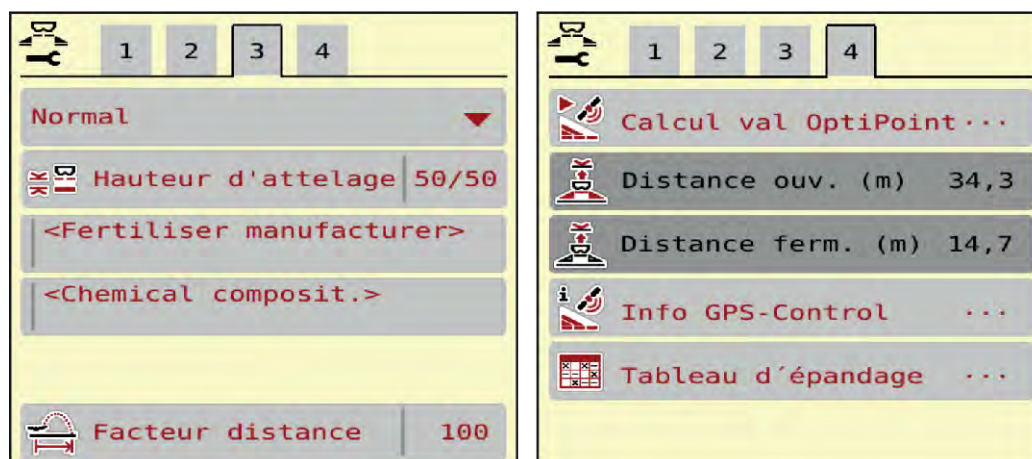 1 2 3 4
Normal
Hauteur d'attelage 50/50
<Fertiliser manufacturer>
<Chemical composit.>
Facteur distance 100
1 2 3 4
Calcul val OptiPoint ...
Distance ouv. (m) 34,3
Distance ferm. (m) 14,7
i
Info GPS-Control ...
Tableau d´épandage ...